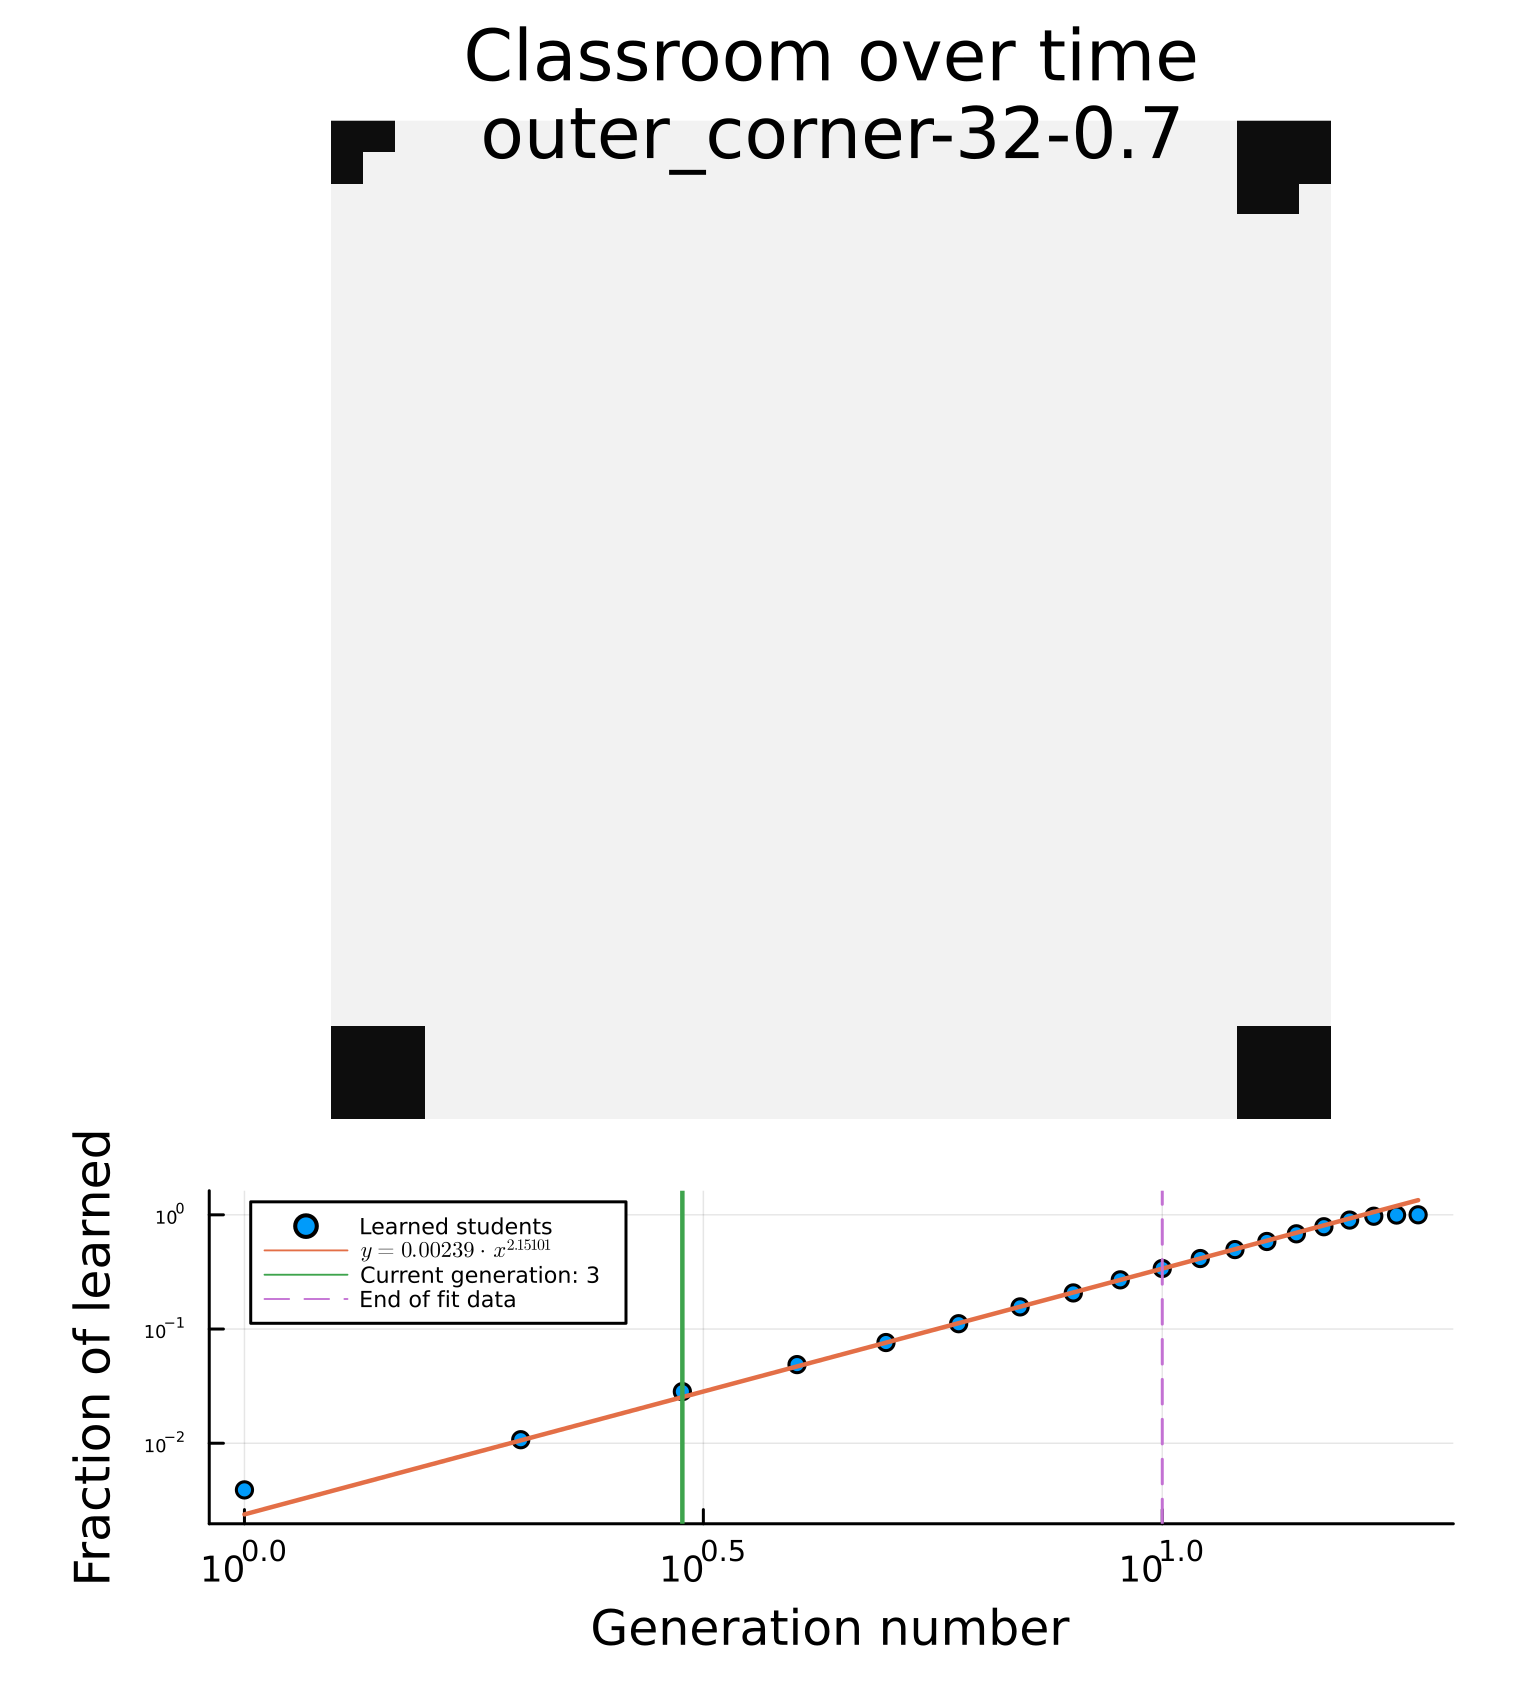 Classroom over time
outer_corner-32-0.7
Fraction of learned
10^0
10^−1
10^−2
Learned students
y = 0.00239 · x^2.15101
Current generation: 3
End of fit data
10^0.0
10^0.5
10^1.0
Generation number